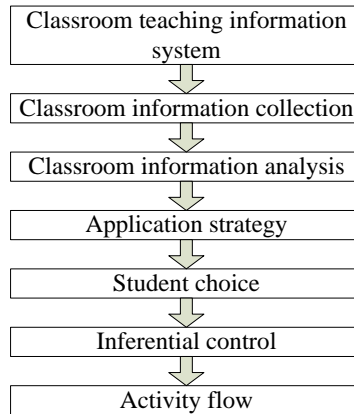 Classroom teaching information
system
Classroom information collection
Classroom information analysis
Application strategy
Student choice
Inferential control
Activity flow